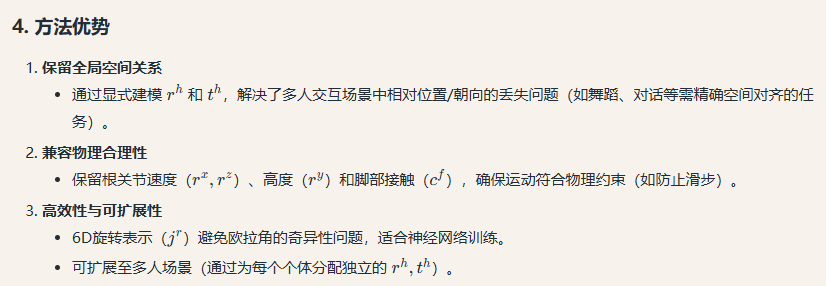 4. 方法优势
1. 保留全局空间关系
• 通过显式建模 r^h 和 t^h，解决了多人交互场景中相对位置/朝向的丢失问题（如舞蹈、对话等需精确空间对齐的任
务）。
2. 兼容物理合理性
• 保留根关节速度（r^x, r^z）、高度（r^y）和脚部接触（c^f），确保运动符合物理约束（如防止滑步）。
3. 高效性与可扩展性
• 6D旋转表示（j^r）避免欧拉角的奇异性问题，适合神经网络训练。
• 可扩展至多人场景（通过为每个个体分配独立的 r^h, t^h）。